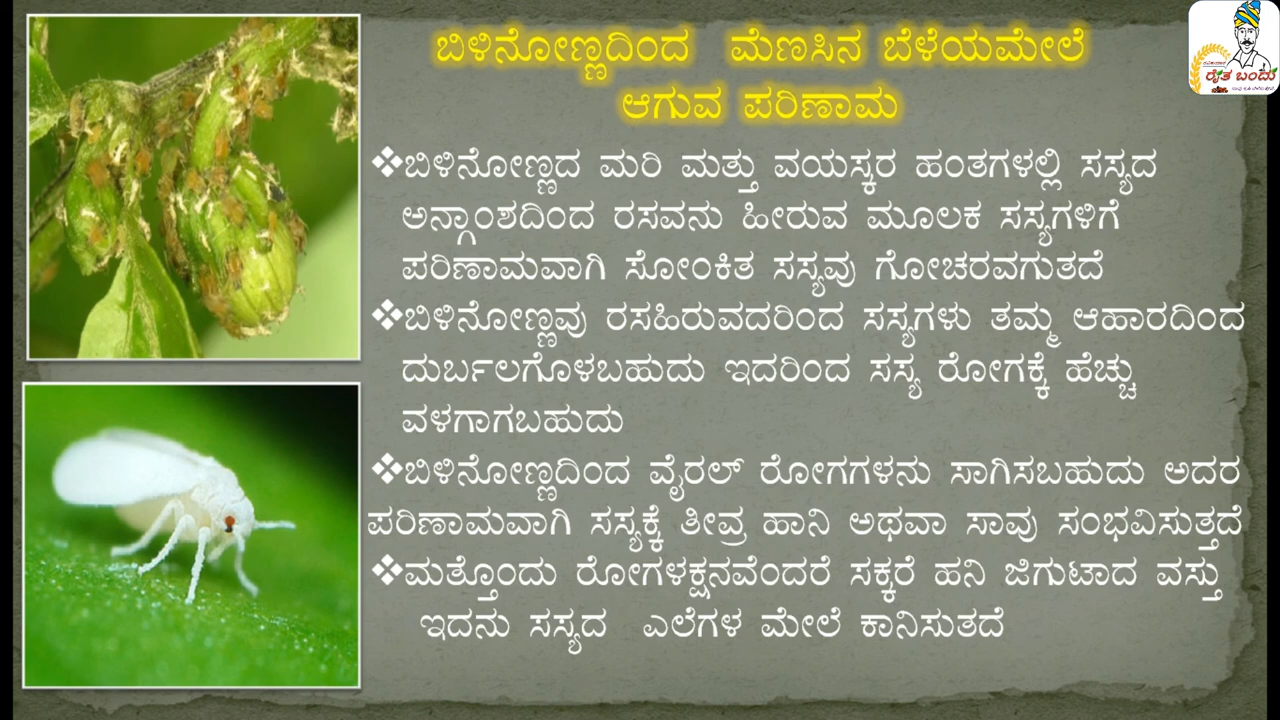 ಬಿಳಿನೋಣ್ಣದಿಂದ ಮೆಣಸಿನ ಬೆಳೆಯಮೇಲೆ
ಆಗುವ ಪರಿಣಾಮ
ರೈತ ಬಂದು
❖ಬಿಳಿನೋಣ್ಣದ ಮರಿ ಮತ್ತು ವಯಸ್ಕರ ಹಂತಗಳಲ್ಲಿ ಸಸ್ಯದ
ಅನ್ಗಾಂಶದಿಂದ ರಸವನು ಹೀರುವ ಮೂಲಕ ಸಸ್ಯಗಳಿಗೆ
ಪರಿಣಾಮವಾಗಿ ಸೋಂಕಿತ ಸಸ್ಯವು ಗೋಚರವಗುತದೆ
❖ಬಿಳಿನೋಣ್ಣವು ರಸಹಿರುವದರಿಂದ ಸಸ್ಯಗಳು ತಮ್ಮ ಆಹಾರದಿಂದ
ದುರ್ಬಲಗೊಳಬಹುದು ಇದರಿಂದ ಸಸ್ಯ ರೋಗಕ್ಕೆ ಹೆಚ್ಚು
ವಳಗಾಗಬಹುದು
❖ಬಿಳಿನೋಣ್ಣದಿಂದ ವೈರಲ್ ರೋಗಗಳನು ಸಾಗಿಸಬಹುದು ಅದರ
ಪರಿಣಾಮವಾಗಿ ಸಸ್ಯಕ್ಕೆ ತೀವ್ರ ಹಾನಿ ಅಥವಾ ಸಾವು ಸಂಭವಿಸುತ್ತದೆ
❖ಮತ್ತೊಂದು ರೋಗಳಕ್ಷನವೆಂದರೆ ಸಕ್ಕರೆ ಹನಿ ಜಿಗುಟಾದ ವಸ್ತು
ಇದನು ಸಸ್ಯದ ಎಲೆಗಳ ಮೇಲೆ ಕಾನಿಸುತದೆ